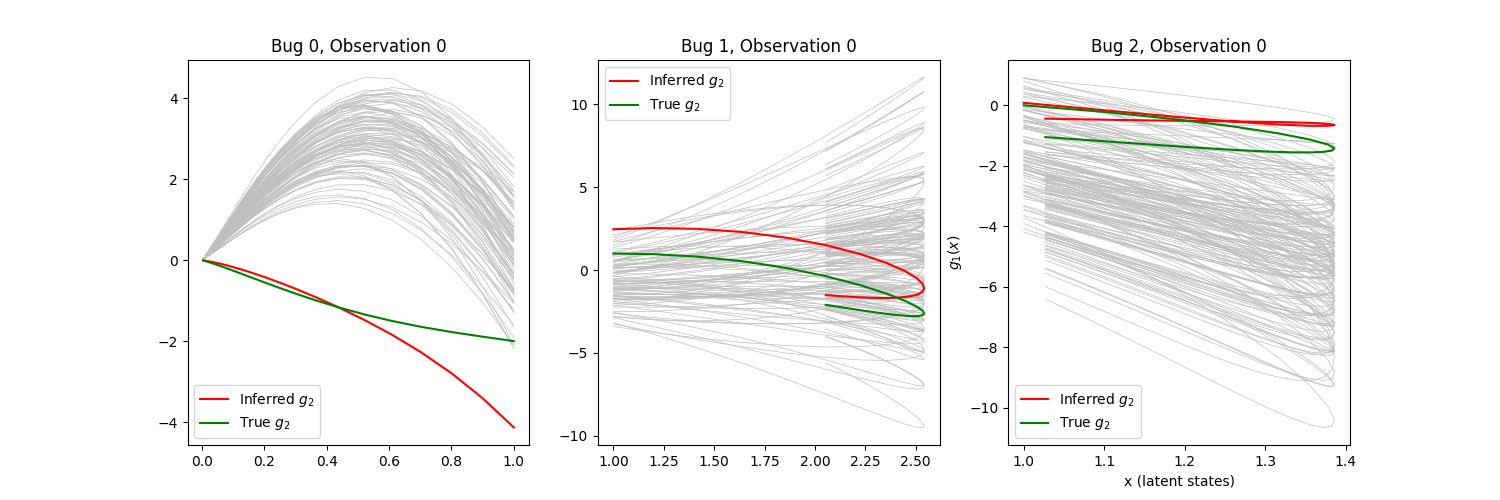 Bug 0, Observation 0
4
2
0
−2
−4
Inferred g₂
True g₂
0.0 0.2 0.4 0.6 0.8 1.0
Bug 1, Observation 0
Inferred g₂
True g₂
10
5
0
−5
−10
1.00 1.25 1.50 1.75 2.00 2.25 2.50
Bug 2, Observation 0
g₁(x)
0
−2
−4
−6
−8
−10
Inferred g₂
True g₂
1.0 1.1 1.2 1.3 1.4
x (latent states)